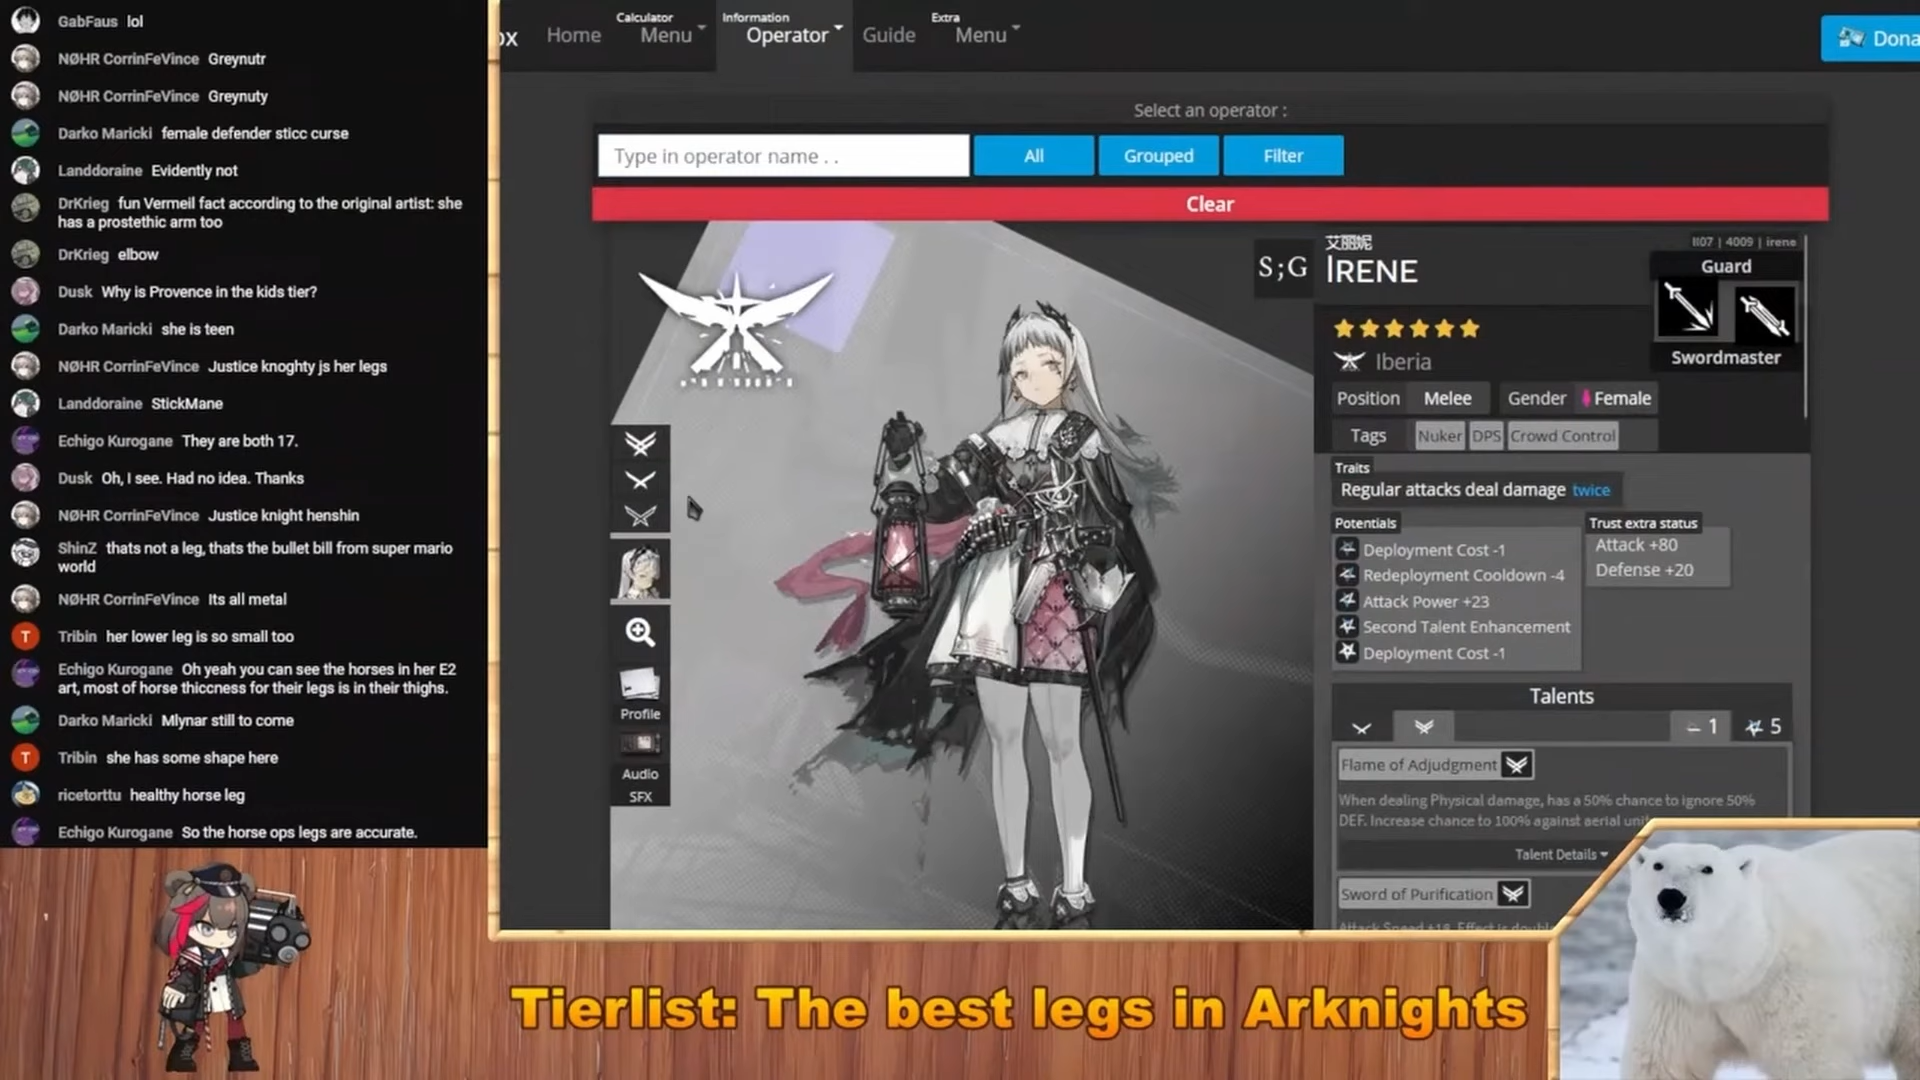 GabFaus lol
NØHR CorrinFeVince Greynutr
NØHR CorrinFeVince Greynuty
Darko Maricki female defender sticc curse
Landdoraine Evidently not
DrKrieg fun Vermeil fact according to the original artist: she
has a prostethic arm too
DrKrieg elbow
Dusk Why is Provence in the kids tier?
Darko Maricki she is teen
NØHR CorrinFeVince Justice knoghty js her legs
Landdoraine StickMane
Echigo Kurogane They are both 17.
Dusk Oh, I see. Had no idea. Thanks
NØHR CorrinFeVince Justice knight henshin
ShinZ thats not a leg, thats the bullet bill from super mario
world
NØHR CorrinFeVince Its all metal
T Tribin her lower leg is so small too
Echigo Kurogane Oh yeah you can see the horses in her E2
art, most of horse thiccness for their legs is in their thighs.
Darko Maricki Mlynar still to come
T Tribin she has some shape here
ricetorttu healthy horse leg
Echigo Kurogane So the horse ops legs are accurate.
ox
Home
Calculator
Menu
Information
Operator
Guide
Extra
Menu
Dona
Select an operator :
Type in operator name . .
All
Grouped
Filter
Clear
S;G
艾丽妮
IRENE
II07 | 4009 | irene
Guard
Swordmaster
Iberia
Position Melee
Gender Female
Tags Nuker DPS Crowd Control
Traits
Regular attacks deal damage twice
Potentials
Deployment Cost -1
Redeployment Cooldown -4
Attack Power +23
Second Talent Enhancement
Deployment Cost -1
Trust extra status
Attack +80
Defense +20
Talents
1
5
Flame of Adjudgment
When dealing Physical damage, has a 50% chance to ignore 50%
DEF. Increase chance to 100% against aerial
Talent Details
Sword of Purification
Profile
Audio
SFX
Tierlist: The best legs in Arknights